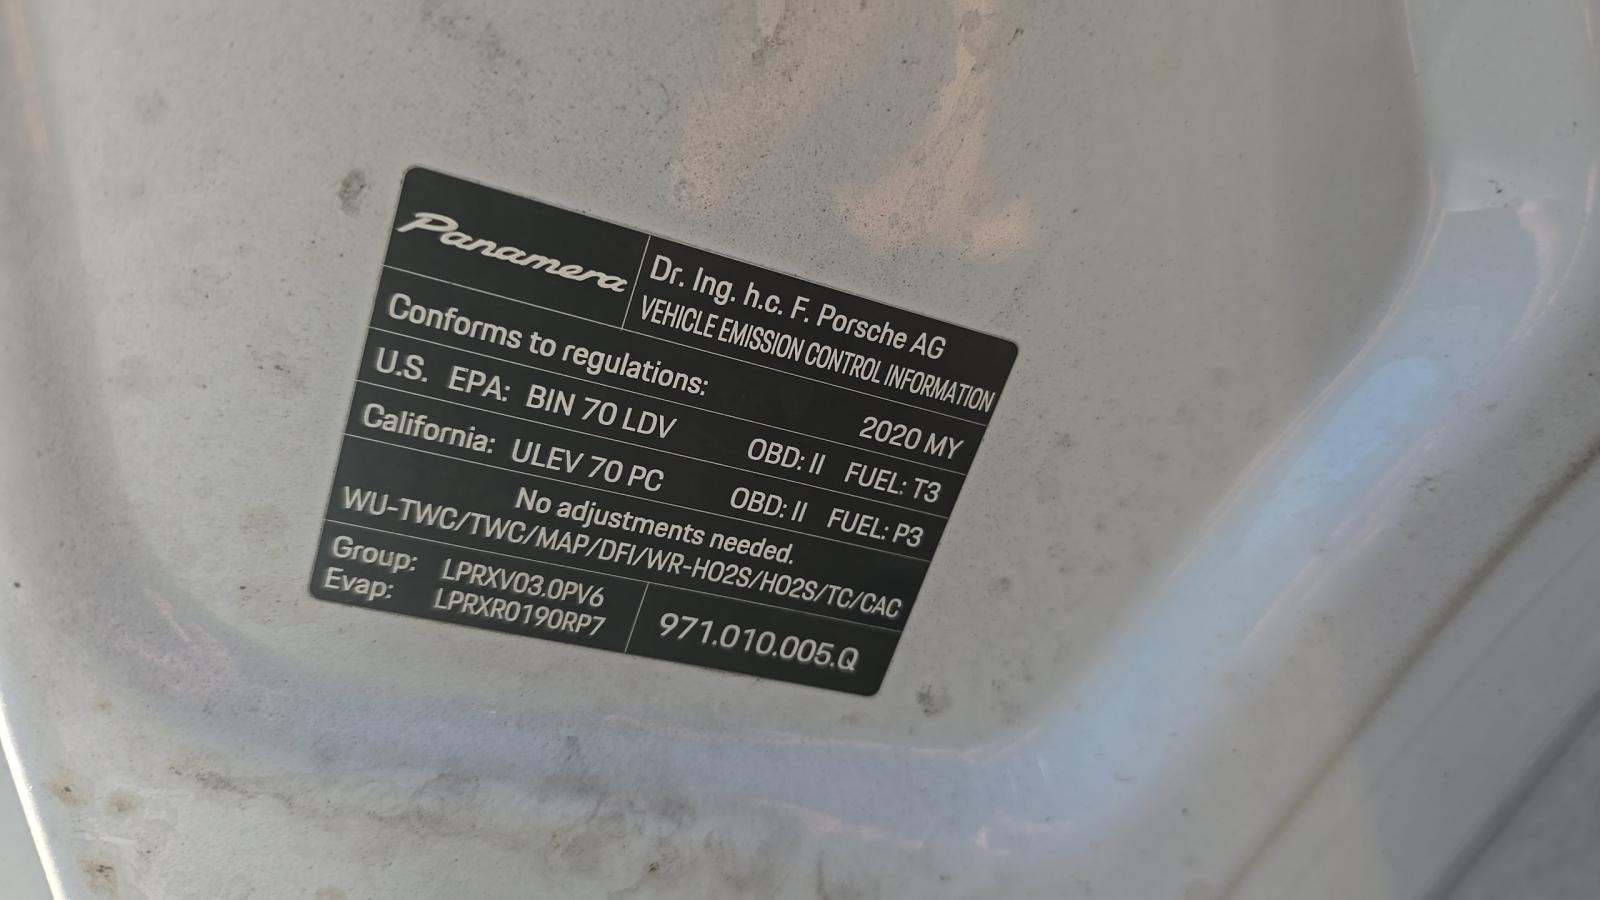 Panamera
Dr. Ing. h.c. F. Porsche AG
VEHICLE EMISSION CONTROL INFORMATION
Conforms to regulations: 2020 MY
U.S. EPA: BIN 70 LDV OBD: II FUEL: T3
California: ULEV 70 PC OBD: II FUEL: P3
No adjustments needed.
WU-TWC/TWC/MAP/DFI/WR-HO2S/HO2S/TC/CAC
Group: LPRXV03.0PV6
Evap: LPRXR0190RP7
971.010.005.Q